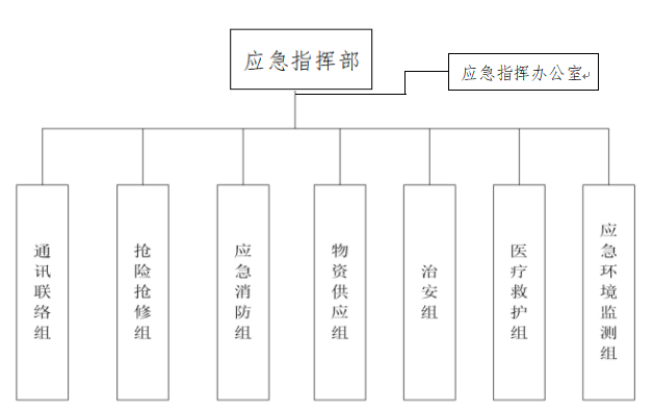 应急指挥部
应急指挥办公室
通讯联络组
抢险抢修组
应急消防组
物资供应组
治安组
医疗救护组
应急环境监测组